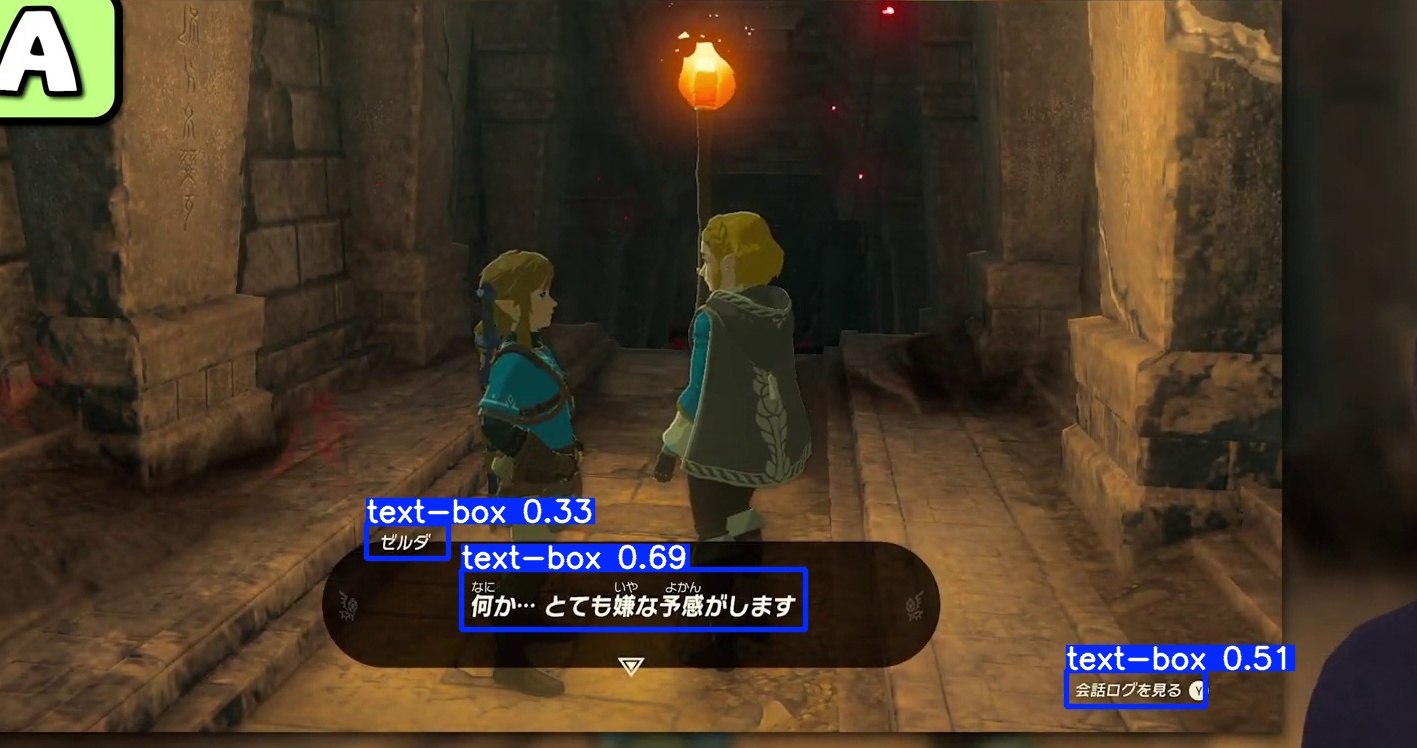 A
text-box 0.33
ゼルダ
text-box 0.69
なに いや よかん
何か… とても嫌な予感がします
text-box 0.51
会話ログを見る Y